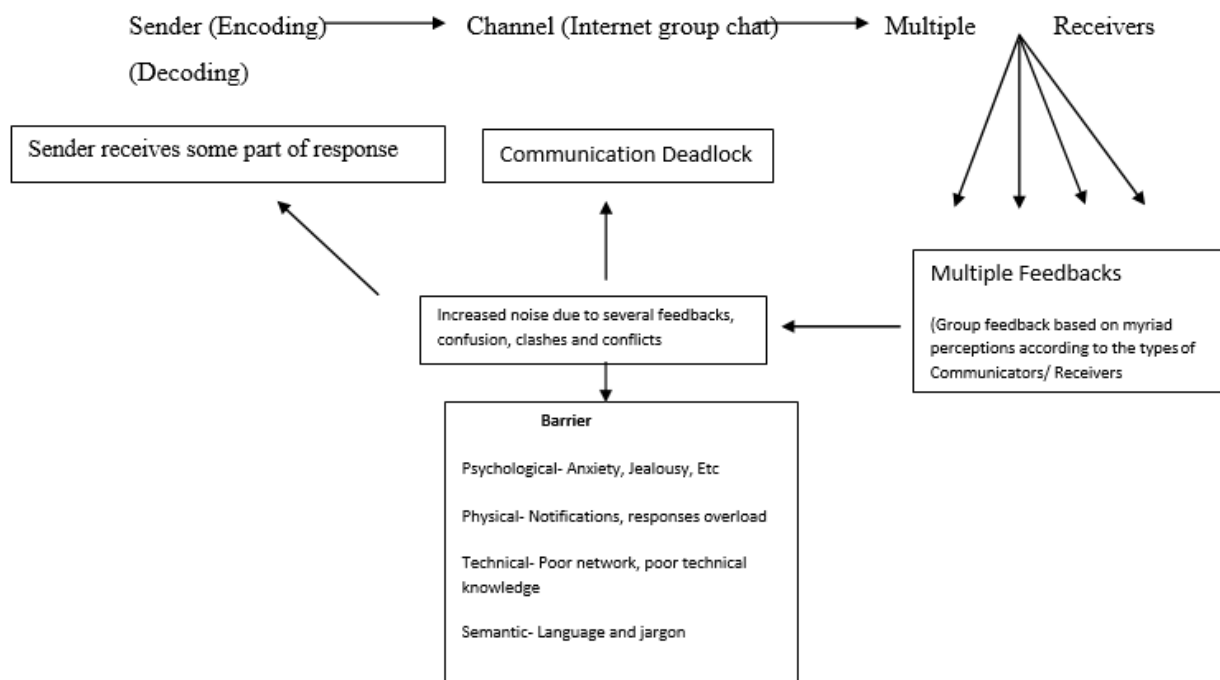 Sender (Encoding) Channel (Internet group chat) Multiple Receivers
(Decoding)
Sender receives some part of response
Communication Deadlock
Multiple Feedbacks
(Group feedback based on myriad
perceptions according to the types of
Communicators/ Receivers
Increased noise due to several feedbacks,
confusion, clashes and conflicts
Barrier
Psychological- Anxiety, Jealousy, Etc
Physical- Notifications, responses overload
Technical- Poor network, poor technical
knowledge
Semantic- Language and jargon